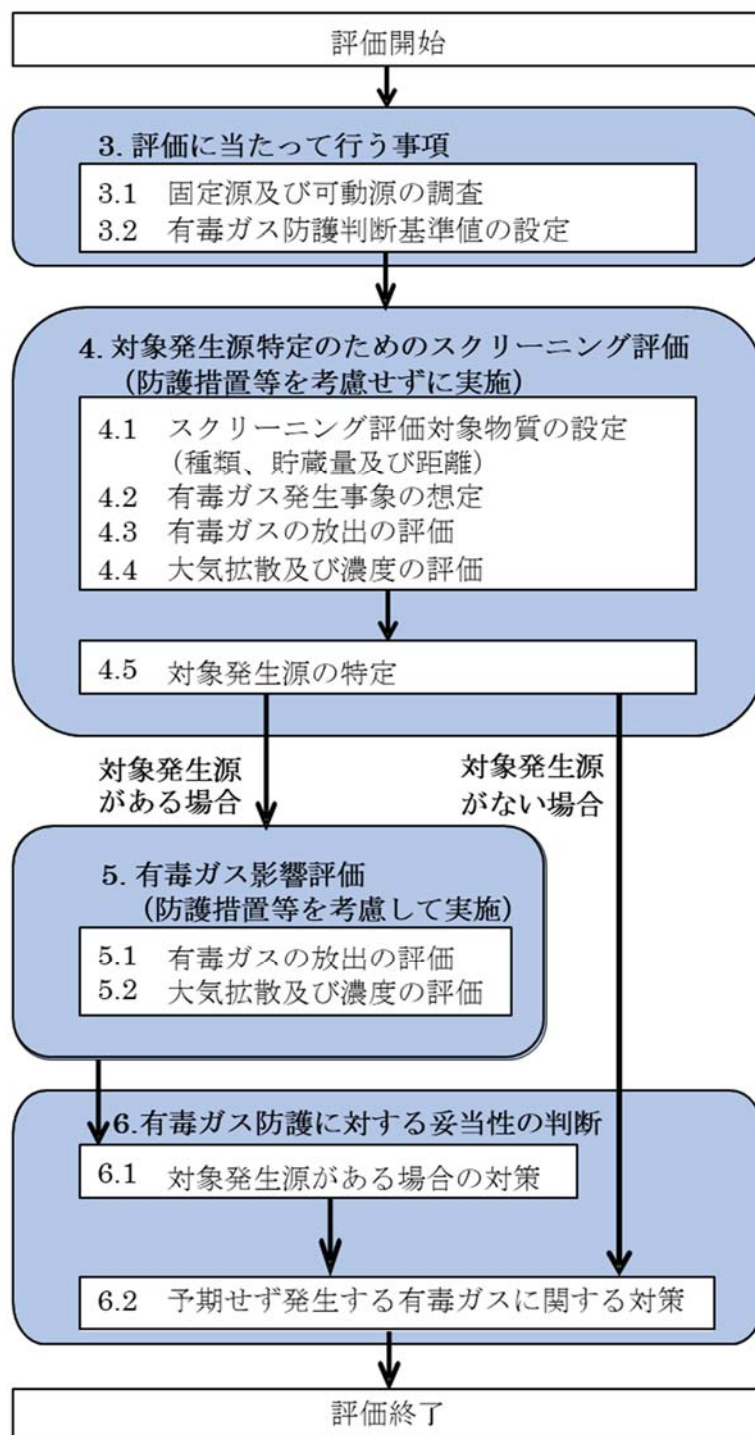 評価開始
3. 評価に当たって行う事項
3.1 固定源及び可動源の調査
3.2 有毒ガス防護判断基準値の設定
4. 対象発生源特定のためのスクリーニング評価
（防護措置等を考慮せずに実施）
4.1 スクリーニング評価対象物質の設定
（種類、貯蔵量及び距離）
4.2 有毒ガス発生事象の想定
4.3 有毒ガスの放出の評価
4.4 大気拡散及び濃度の評価
4.5 対象発生源の特定
対象発生源
がある場合
対象発生源
がない場合
5. 有毒ガス影響評価
（防護措置等を考慮して実施）
5.1 有毒ガスの放出の評価
5.2 大気拡散及び濃度の評価
6.有毒ガス防護に対する妥当性の判断
6.1 対象発生源がある場合の対策
6.2 予期せず発生する有毒ガスに関する対策
評価終了